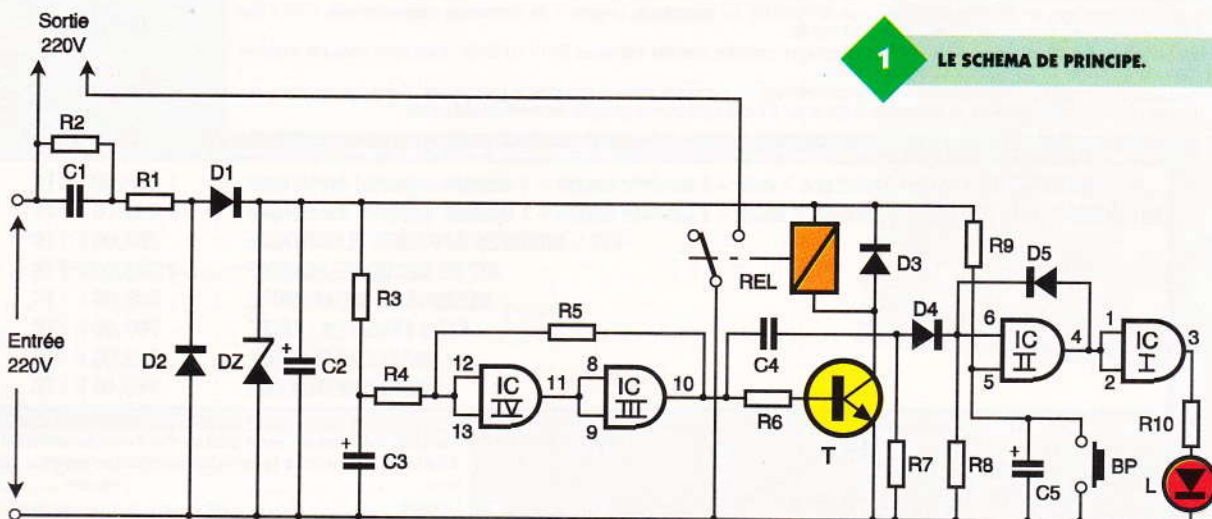 Sortie
220V
1
LE SCHEMA DE PRINCIPE.
R2
C1
R1
D1
R9
D5
R3
REL
D3
R5
D4
6
1
Entrée
220V
D2
DZ
+
C2
C4
IC
II
4
IC
I
3
R4
12
IC
IV
11
8
IC
III
10
5
2
13
9
R6
R10
+
C3
T
R7
R8
+
C5
BP
L